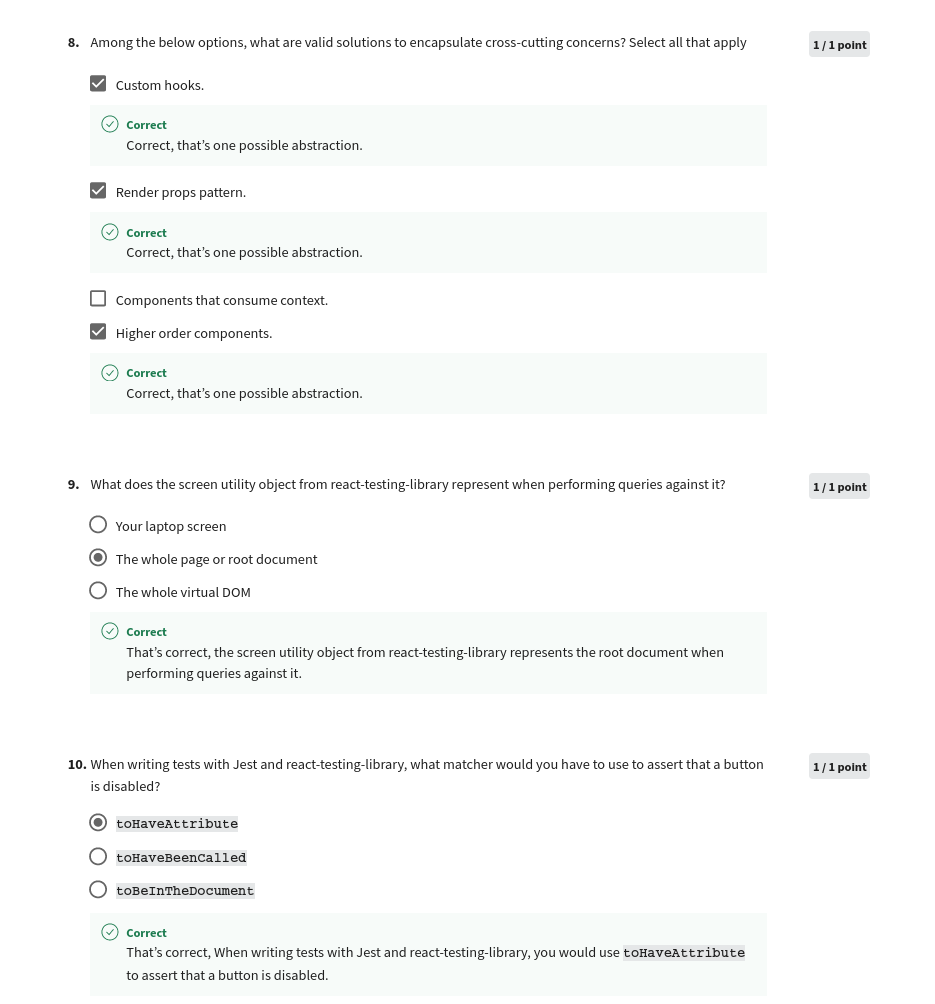 8. Among the below options, what are valid solutions to encapsulate cross-cutting concerns? Select all that apply
1 / 1 point
Custom hooks.
Correct
Correct, that's one possible abstraction.
Render props pattern.
Correct
Correct, that's one possible abstraction.
Components that consume context.
Higher order components.
Correct
Correct, that's one possible abstraction.
9. What does the screen utility object from react-testing-library represent when performing queries against it?
1 / 1 point
Your laptop screen
The whole page or root document
The whole virtual DOM
Correct
That's correct, the screen utility object from react-testing-library represents the root document when
performing queries against it.
10. When writing tests with Jest and react-testing-library, what matcher would you have to use to assert that a button
is disabled?
1 / 1 point
toHaveAttribute
toHaveBeenCalled
toBeInTheDocument
Correct
That's correct, When writing tests with Jest and react-testing-library, you would use toHaveAttribute
to assert that a button is disabled.